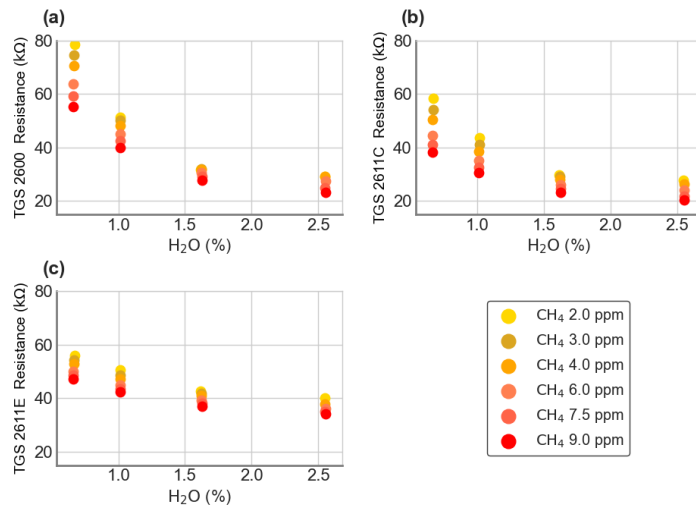 (a)
TGS 2600 Resistance (kΩ)
80
60
40
20
1.0 1.5 2.0 2.5
H₂O (%)
(b)
TGS 2611C Resistance (kΩ)
80
60
40
20
1.0 1.5 2.0 2.5
H₂O (%)
(c)
TGS 2611E Resistance (kΩ)
80
60
40
20
1.0 1.5 2.0 2.5
H₂O (%)
CH₄ 2.0 ppm
CH₄ 3.0 ppm
CH₄ 4.0 ppm
CH₄ 6.0 ppm
CH₄ 7.5 ppm
CH₄ 9.0 ppm